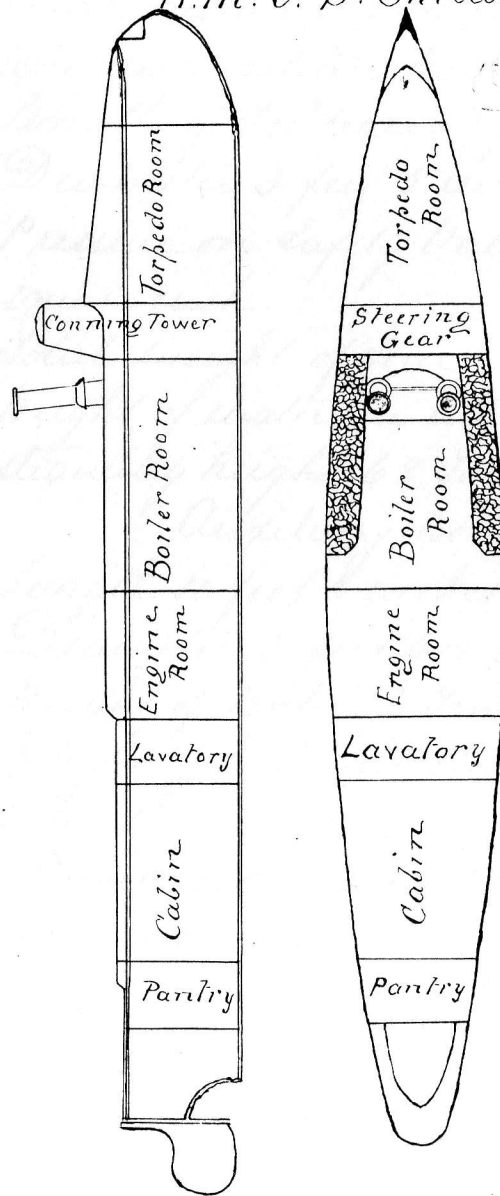 H.M.C.S.
Torpedo Room
Conning Tower
Boiler Room
Engine
Room
Lavatory
Cabin
Pantry
Torpedo
Room
Steering
Gear
Boiler
Room
Engine
Room
Lavatory
Cabin
Pantry